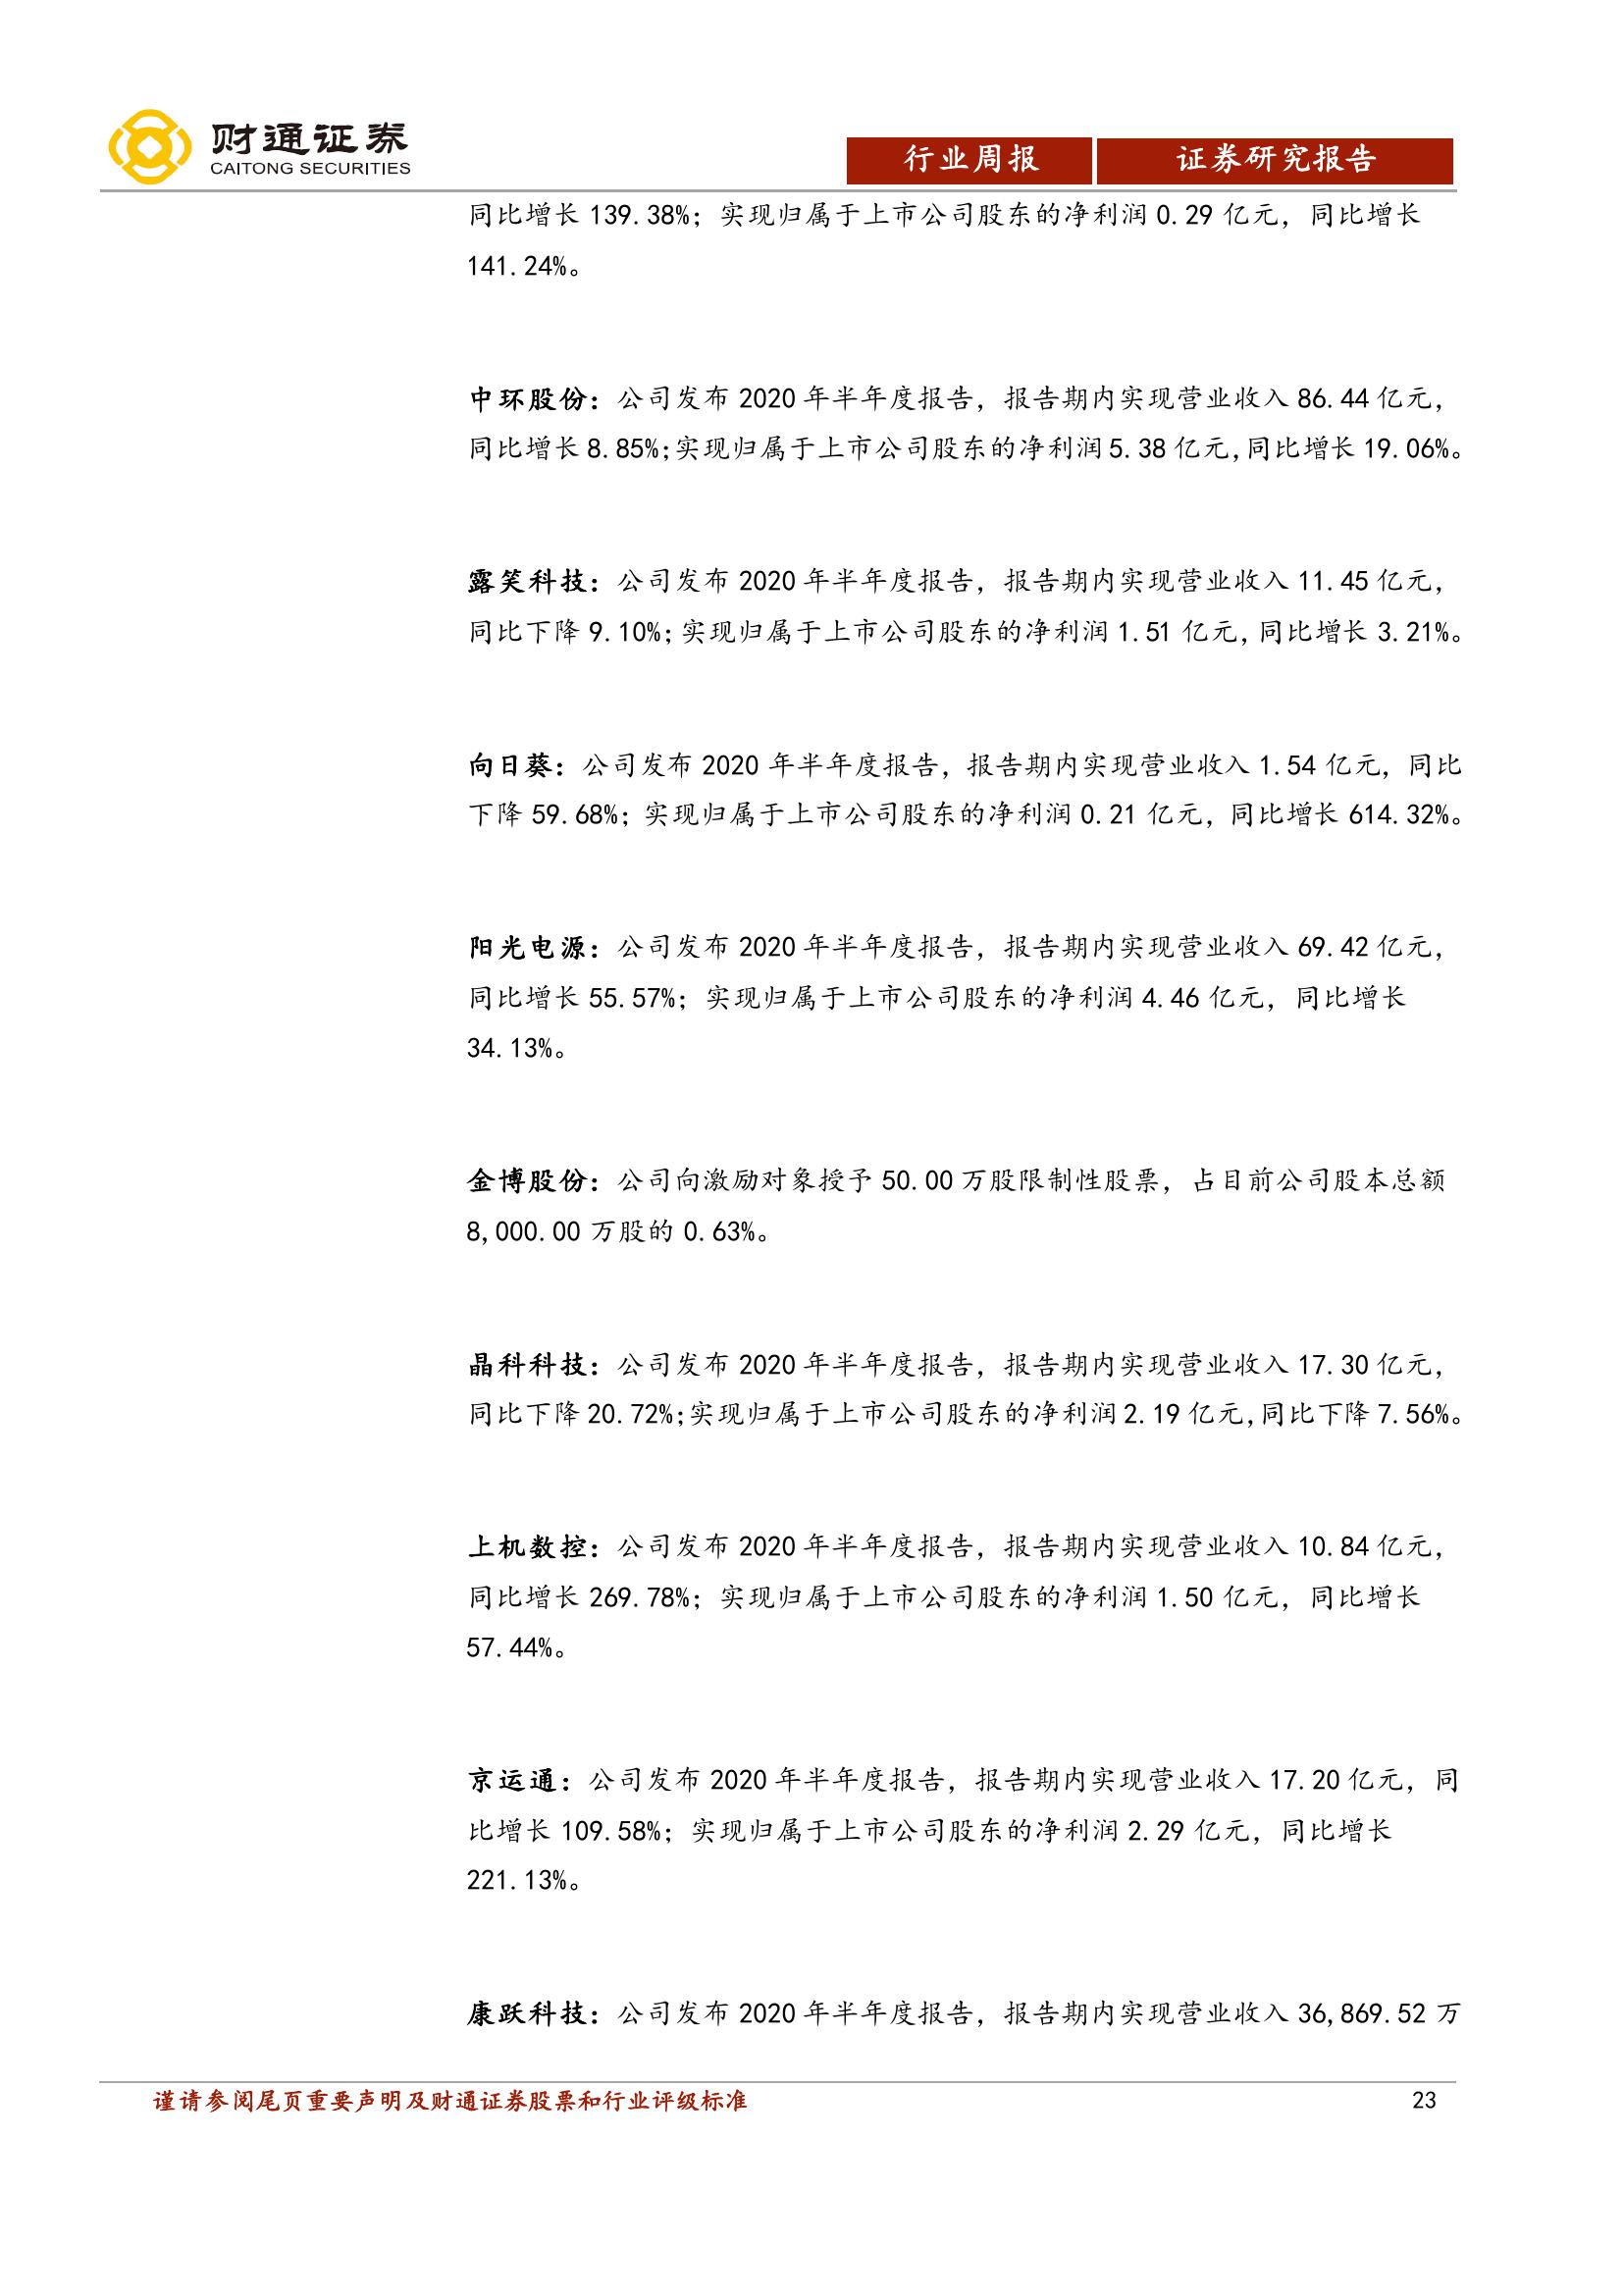 财通证券
CAITONG SECURITIES
行业周报 证券研究报告
同比增长 139.38%；实现归属于上市公司股东的净利润 0.29 亿元，同比增长
141.24%。
中环股份：公司发布 2020 年半年度报告，报告期内实现营业收入 86.44 亿元，
同比增长 8.85%;实现归属于上市公司股东的净利润 5.38 亿元,同比增长 19.06%。
露笑科技：公司发布 2020 年半年度报告，报告期内实现营业收入 11.45 亿元，
同比下降 9.10%;实现归属于上市公司股东的净利润 1.51 亿元,同比增长 3.21%。
向日葵：公司发布 2020 年半年度报告，报告期内实现营业收入 1.54 亿元，同比
下降 59.68%；实现归属于上市公司股东的净利润 0.21 亿元，同比增长 614.32%。
阳光电源：公司发布 2020 年半年度报告，报告期内实现营业收入 69.42 亿元，
同比增长 55.57%；实现归属于上市公司股东的净利润 4.46 亿元，同比增长
34.13%。
金博股份：公司向激励对象授予 50.00 万股限制性股票，占目前公司股本总额
8,000.00 万股的 0.63%。
晶科科技：公司发布 2020 年半年度报告，报告期内实现营业收入 17.30 亿元，
同比下降 20.72%;实现归属于上市公司股东的净利润 2.19 亿元,同比下降 7.56%。
上机数控：公司发布 2020 年半年度报告，报告期内实现营业收入 10.84 亿元，
同比增长 269.78%；实现归属于上市公司股东的净利润 1.50 亿元，同比增长
57.44%。
京运通：公司发布 2020 年半年度报告，报告期内实现营业收入 17.20 亿元，同
比增长 109.58%；实现归属于上市公司股东的净利润 2.29 亿元，同比增长
221.13%。
康跃科技：公司发布 2020 年半年度报告，报告期内实现营业收入 36,869.52 万
谨请参阅尾页重要声明及财通证券股票和行业评级标准 23